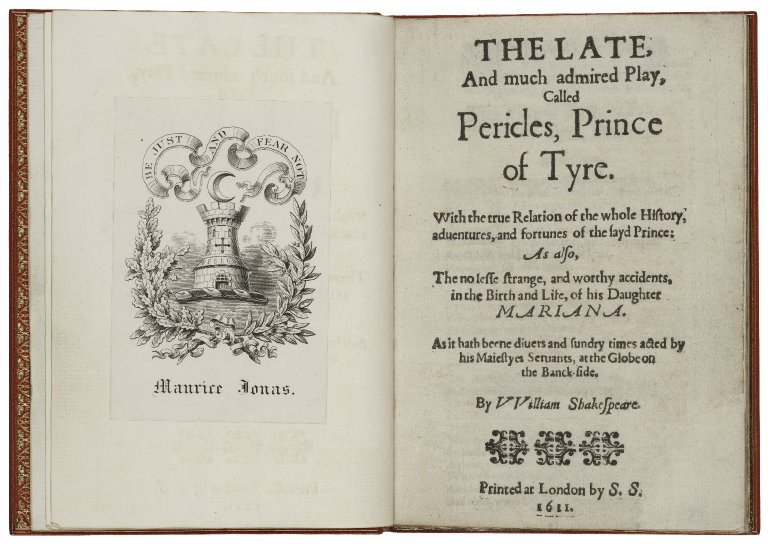 BE JUST AND FEAR NOT
Maurice Jonas.
THE LATE,
And much admired Play,
Called
Pericles, Prince
of Tyre.
With the true Relation of the whole Hiſtory,
aduentures, and fortunes of the ſayd Prince:
As alſo,
The no leſſe ſtrange, and worthy accidents,
in the Birth and Life, of his Daughter
MARIANA.
As it hath beene diuers and ſundry times acted by
his Maieſtyes Seruants, at the Globe on
the Banck-ſide.
By VVilliam Shakeſpeare.
Printed at London by S. S.
1611.